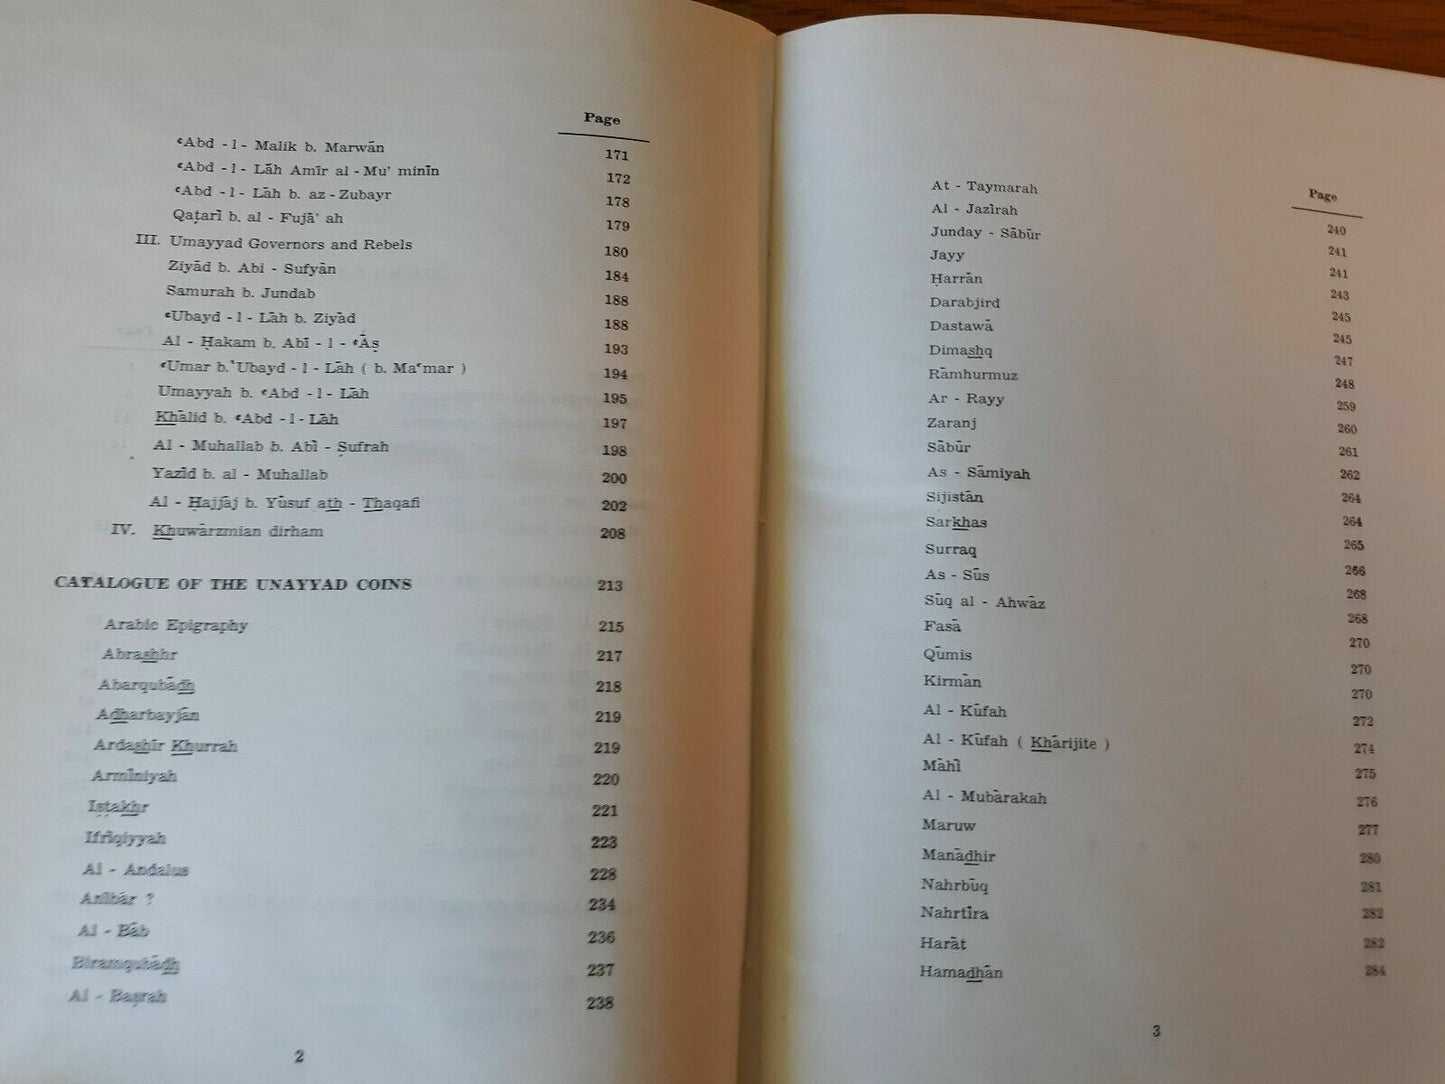 Page
ʿAbd - l - Malik b. Marwān 171
ʿAbd - l - Lāh Amīr al - Mu' minīn 172
ʿAbd - l - Lāh b. az - Zubayr 178
Qaṭarī b. al - Fujā' ah 179
III. Umayyad Governors and Rebels 180
Ziyād b. Abi - Sufyān 184
Samurah b. Jundab 188
ʿUbayd - l - Lāh b. Ziyād 188
Al - Ḥakam b. Abī - l - ʿĀṣ 193
ʿUmar b. ʿUbayd - l - Lāh ( b. Maʿmar ) 194
Umayyah b. ʿAbd - l - Lāh 195
Khālid b. ʿAbd - l - Lāh 197
Al - Muhallab b. Abī - Ṣufrah 198
Yazīd b. al - Muhallab 200
Al - Ḥajjāj b. Yūsuf ath - Thaqafi 202
IV. Khuwārzmian dirham 208
CATALOGUE OF THE UNAYYAD COINS 213
Arabic Epigraphy 215
Abrashhr 217
Abarqubādh 218
Adharbayjān 219
Ardashīr Khurrah 219
Armīniyah 220
Iṣṭakhr 221
Ifrīqiyyah 223
Al - Andalus 228
Anībār ? 234
Al - Bāb 236
Biramqubādh 237
Al - Baṣrah 238
2
Page
At - Taymarah 240
Al - Jazīrah 241
Junday - Sābūr 241
Jayy 243
Ḥarrān 245
Darabjird 245
Dastawā 247
Dimashq 248
Rāmhurmuz 259
Ar - Rayy 260
Zaranj 261
Sābūr 262
As - Sāmiyah 264
Sijistān 264
Sarkhas 265
Surraq 266
As - Sūs 268
Sūq al - Ahwāz 268
Fasā 270
Qūmis 270
Kirmān 270
Al - Kūfah 272
Al - Kūfah ( Khārijite ) 274
Māhī 275
Al - Mubārakah 276
Maruw 277
Manādhir 280
Nahrbūq 281
Nahrtīra 282
Harāt 282
Hamadhān 284
3